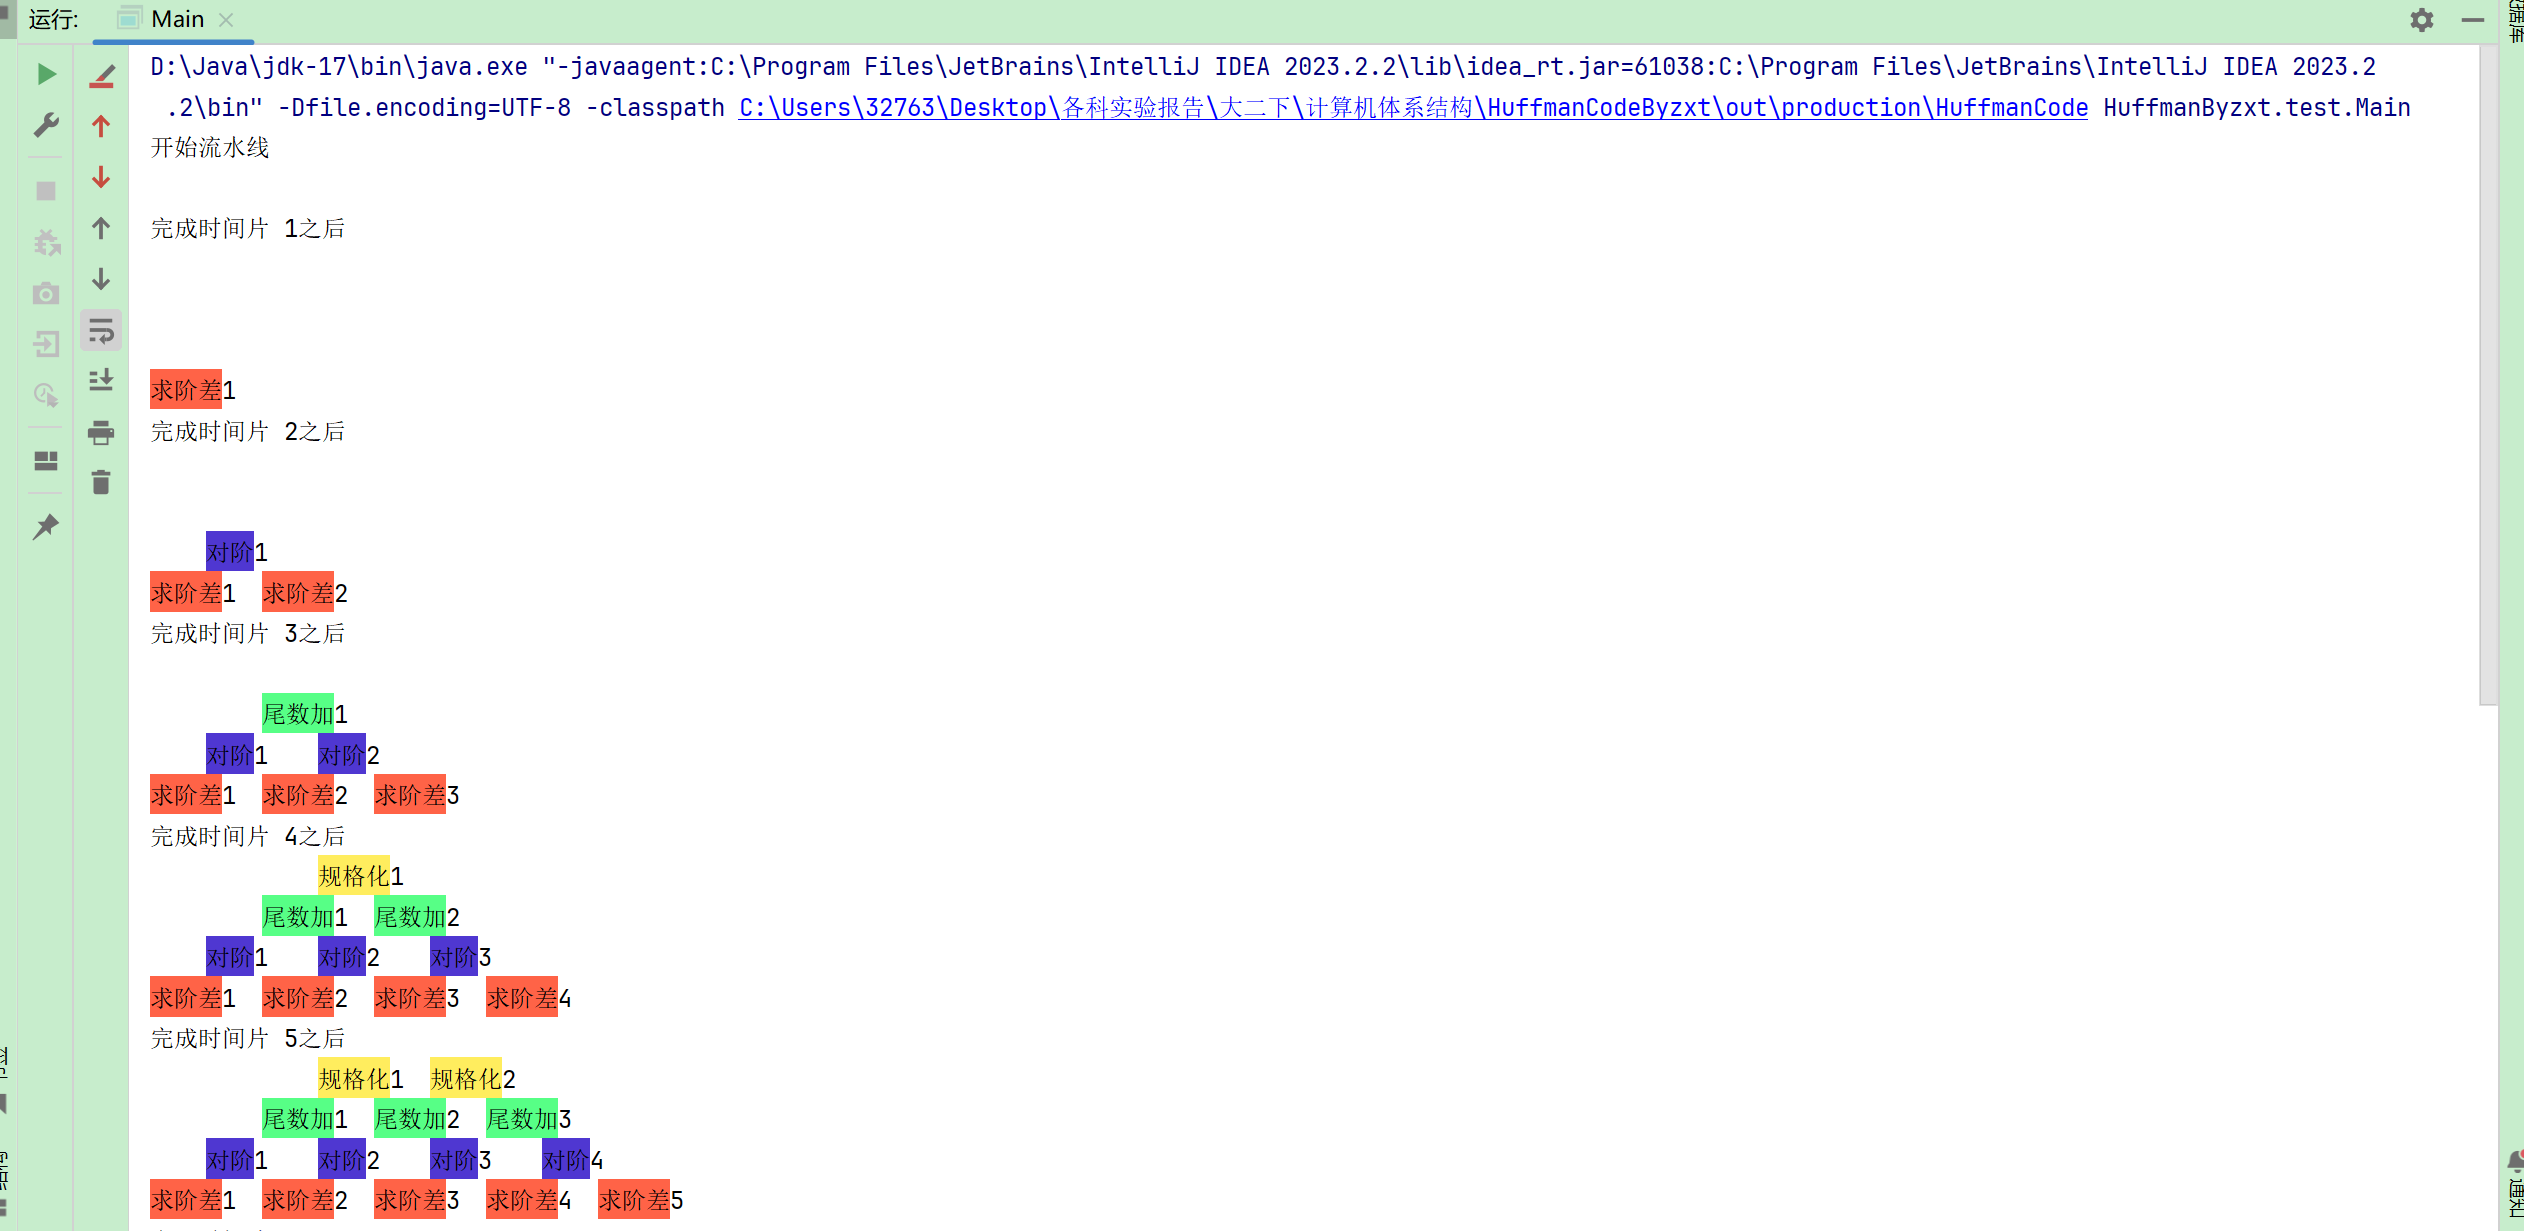 运行: Main
D:\Java\jdk-17\bin\java.exe "-javaagent:C:\Program Files\JetBrains\IntelliJ IDEA 2023.2.2\lib\idea_rt.jar=61038:C:\Program Files\JetBrains\IntelliJ IDEA 2023.2
.2\bin" -Dfile.encoding=UTF-8 -classpath C:\Users\32763\Desktop\各科实验报告\大二下\计算机体系结构\HuffmanCodeByzxt\out\production\HuffmanCode HuffmanByzxt.test.Main
开始流水线
完成时间片 1之后
求阶差1
完成时间片 2之后
对阶1
求阶差1 求阶差2
完成时间片 3之后
尾数加1
对阶1 对阶2
求阶差1 求阶差2 求阶差3
完成时间片 4之后
规格化1
尾数加1 尾数加2
对阶1 对阶2 对阶3
求阶差1 求阶差2 求阶差3 求阶差4
完成时间片 5之后
规格化1 规格化2
尾数加1 尾数加2 尾数加3
对阶1 对阶2 对阶3 对阶4
求阶差1 求阶差2 求阶差3 求阶差4 求阶差5
通知